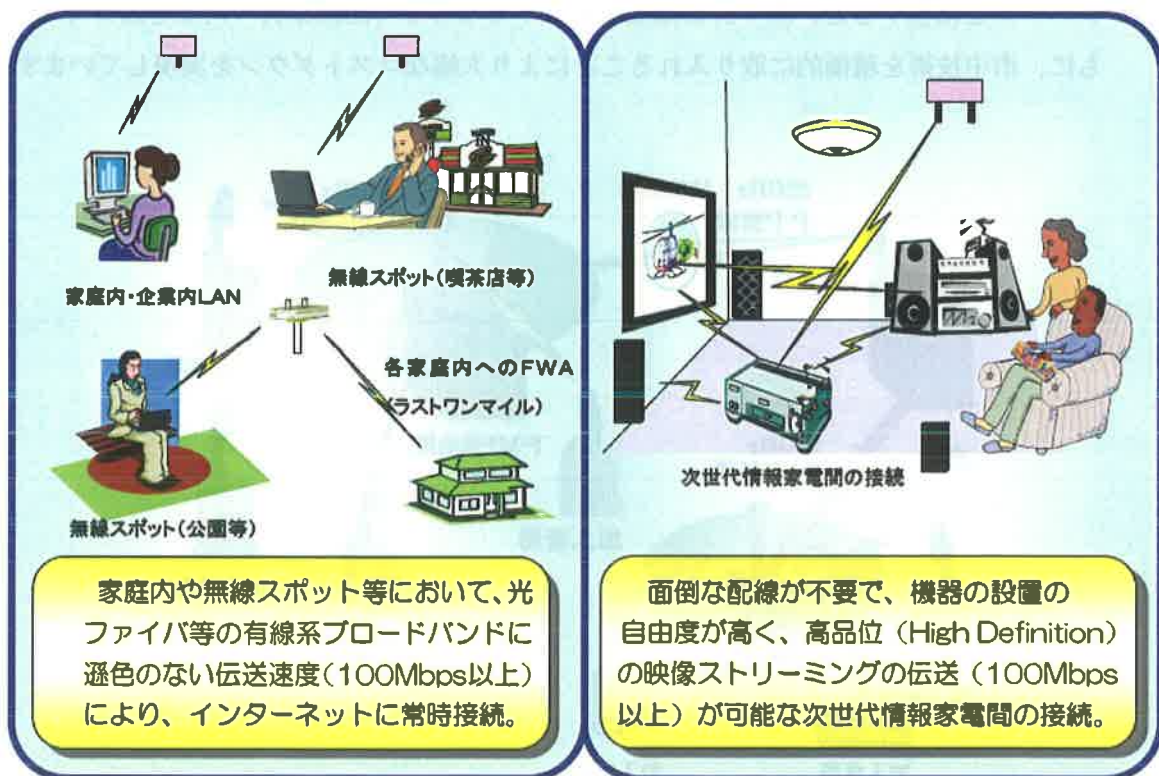 家庭内・企業内LAN
無線スポット(喫茶店等)
各家庭内へのFWA
(ラストワンマイル)
無線スポット(公園等)
家庭内や無線スポット等において、光
ファイバ等の有線系ブロードバンドに
遜色のない伝送速度(100Mbps以上)
により、インターネットに常時接続。
次世代情報家電間の接続
面倒な配線が不要で、機器の設置の
自由度が高く、高品位(High Definition)
の映像ストリーミングの伝送(100Mbps
以上)が可能な次世代情報家電間の接続。